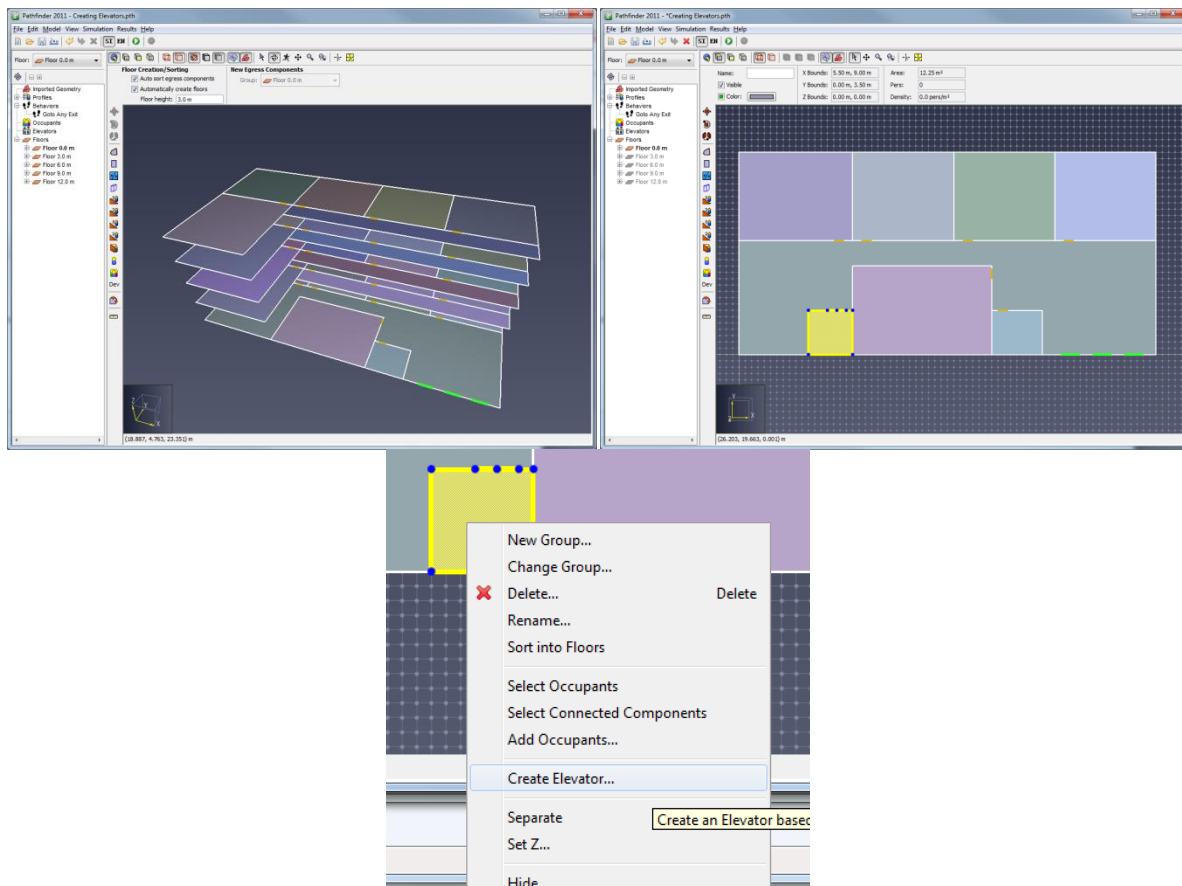 Pathfinder 2011 - Creating Elevators.pth
File Edit Model View Simulation Results Help
Floor: Floor 0.0 m
Floor Creation/Sorting
Auto sort egress components
Automatically create floors
Floor height: 3.0 m
New Egress Components
Group: Floor 0.0 m
Imported Geometry
Profiles
Behaviors
Goto Any Exit
Occupants
Elevators
Floors
Floor 0.0 m
Floor 3.0 m
Floor 6.0 m
Floor 9.0 m
Floor 12.0 m
Dev
Z
Y
X
(18.887, 4.763, 23.351) m
Pathfinder 2011 - *Creating Elevators.pth
File Edit Model View Simulation Results Help
Floor: Floor 0.0 m
Name:
Visible
Color:
X Bounds: 5.50 m, 9.00 m
Y Bounds: 0.00 m, 3.50 m
Z Bounds: 0.00 m, 0.00 m
Area: 12.25 m²
Pers: 0
Density: 0.0 pers/m²
Imported Geometry
Profiles
Behaviors
Goto Any Exit
Occupants
Elevators
Floors
Floor 0.0 m
Floor 3.0 m
Floor 6.0 m
Floor 9.0 m
Floor 12.0 m
Dev
Y
X
(26.203, 19.663, 0.001) m
New Group...
Change Group...
Delete... Delete
Rename...
Sort into Floors
Select Occupants
Select Connected Components
Add Occupants...
Create Elevator...
Separate
Create an Elevator based
Set Z...
Hide